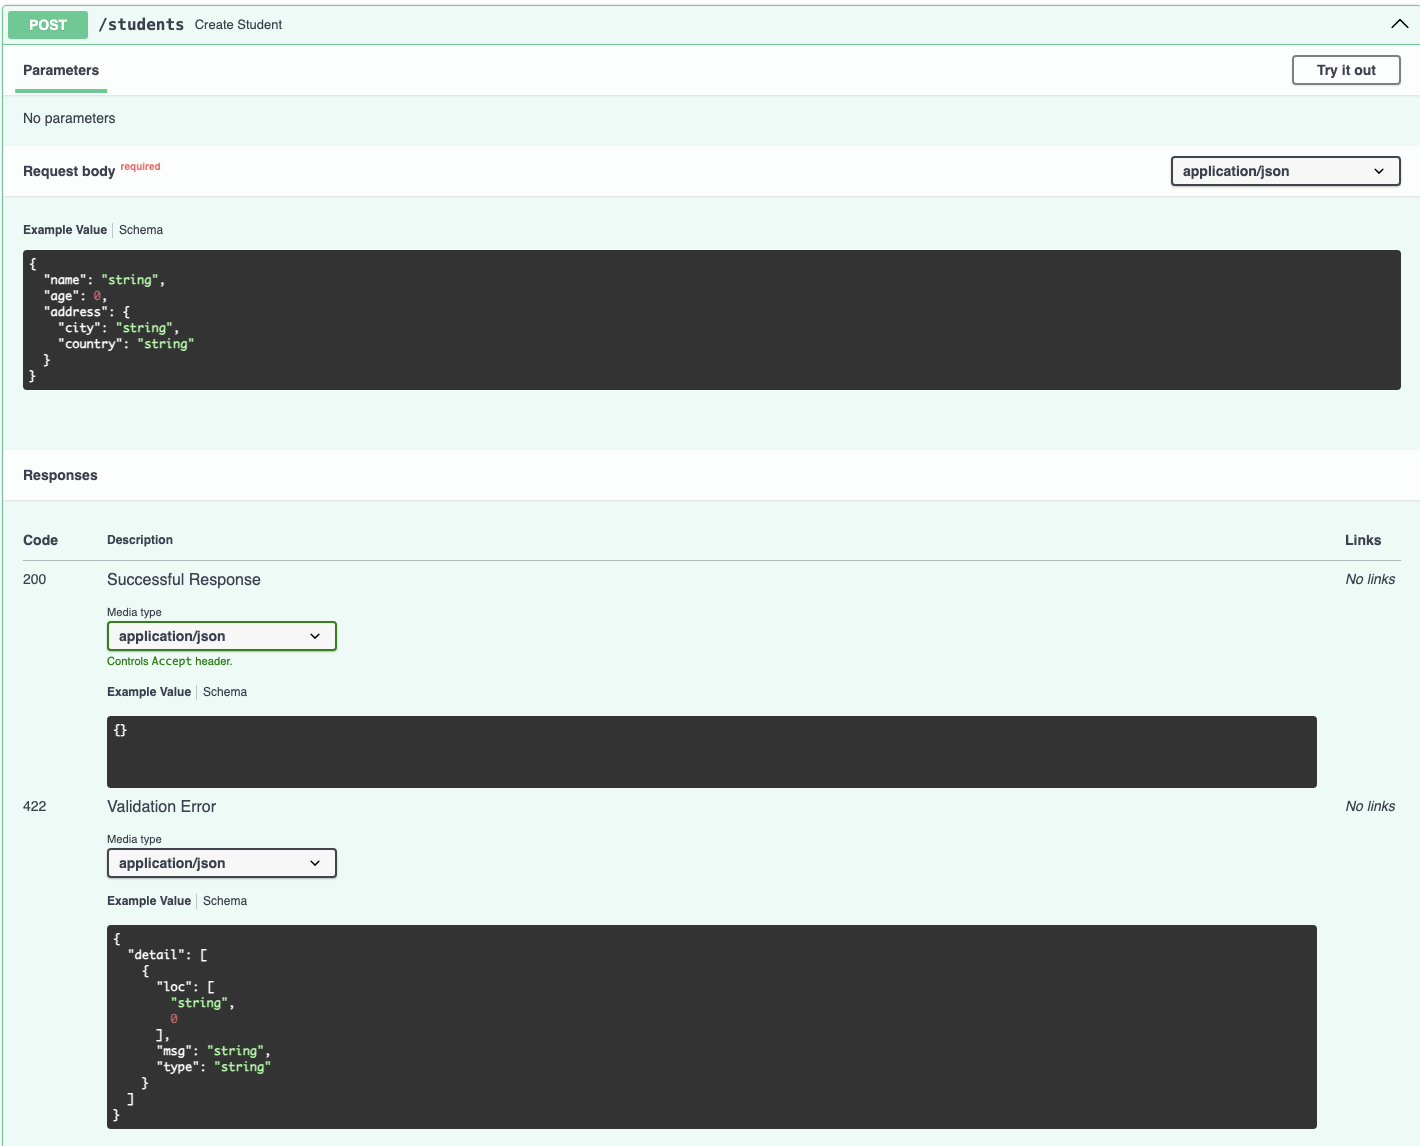 POST /students Create Student
Parameters
Try it out
No parameters
Request body required
application/json
Example Value Schema
{
  "name": "string",
  "age": 0,
  "address": {
    "city": "string",
    "country": "string"
  }
}
Responses
Code Description Links
200 Successful Response No links
Media type
application/json
Controls Accept header.
Example Value Schema
{}
422 Validation Error No links
Media type
application/json
Example Value Schema
{
  "detail": [
    {
      "loc": [
        "string",
        0
      ],
      "msg": "string",
      "type": "string"
    }
  ]
}